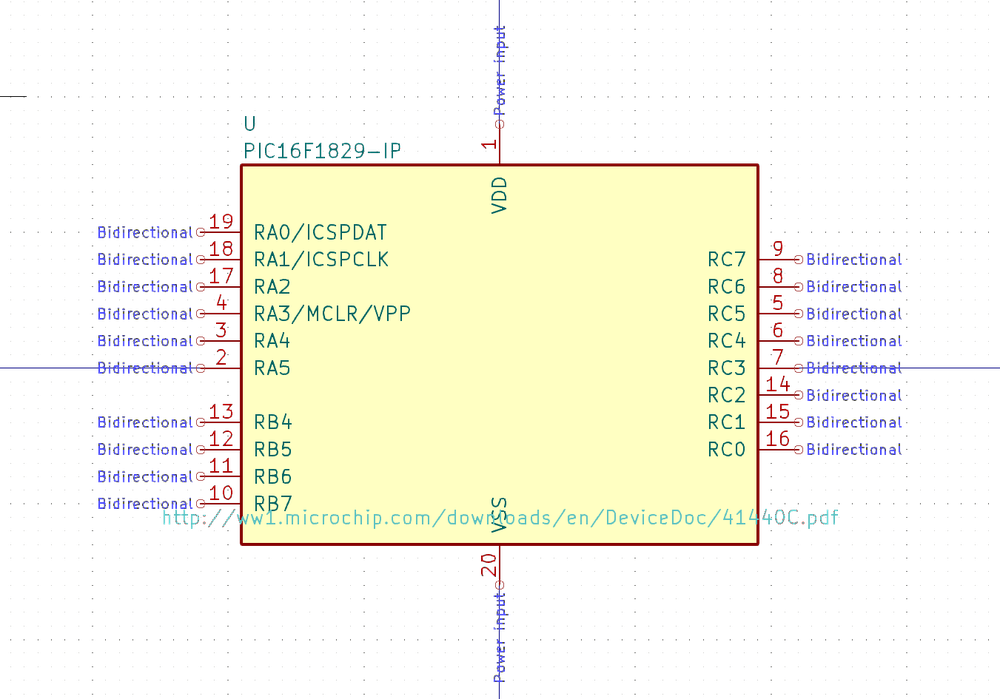 Power input
U
PIC16F1829-IP
1
VDD
Bidirectional 19 RA0/ICSPDAT
Bidirectional 18 RA1/ICSPCLK RC7 9 Bidirectional
Bidirectional 17 RA2 RC6 8 Bidirectional
Bidirectional 4 RA3/MCLR/VPP RC5 5 Bidirectional
Bidirectional 3 RA4 RC4 6 Bidirectional
Bidirectional 2 RA5 RC3 7 Bidirectional
RC2 14 Bidirectional
Bidirectional 13 RB4 RC1 15 Bidirectional
Bidirectional 12 RB5 RC0 16 Bidirectional
Bidirectional 11 RB6
Bidirectional 10 RB7
VSS
http://ww1.microchip.com/downloads/en/DeviceDoc/41440C.pdf
20
Power input